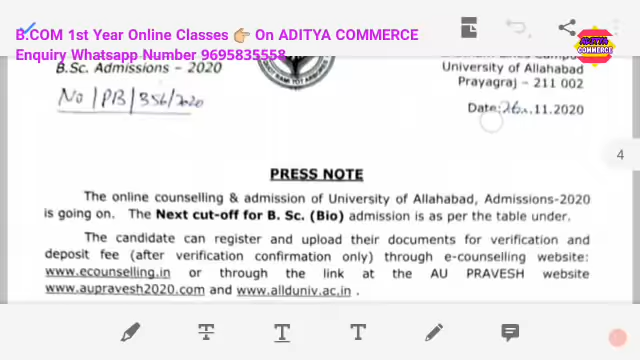 B.COM 1st Year Online Classes 👉 On ADITYA COMMERCE
Enquiry Whatsapp Number 9695835558
ADITYA
COMMERCE
B.Sc. Admissions – 2020
University of Allahabad
Prayagraj – 211 002
No/PB/356/2020
Date: .11.2020
4
PRESS NOTE
The online counselling & admission of University of Allahabad, Admissions-2020
is going on. The Next cut-off for B. Sc. (Bio) admission is as per the table under.
The candidate can register and upload their documents for verification and
deposit fee (after verification confirmation only) through e-counselling website:
www.ecounselling.in or through the link at the AU PRAVESH website
www.aupravesh2020.com and www.allduniv.ac.in .
T
T
T